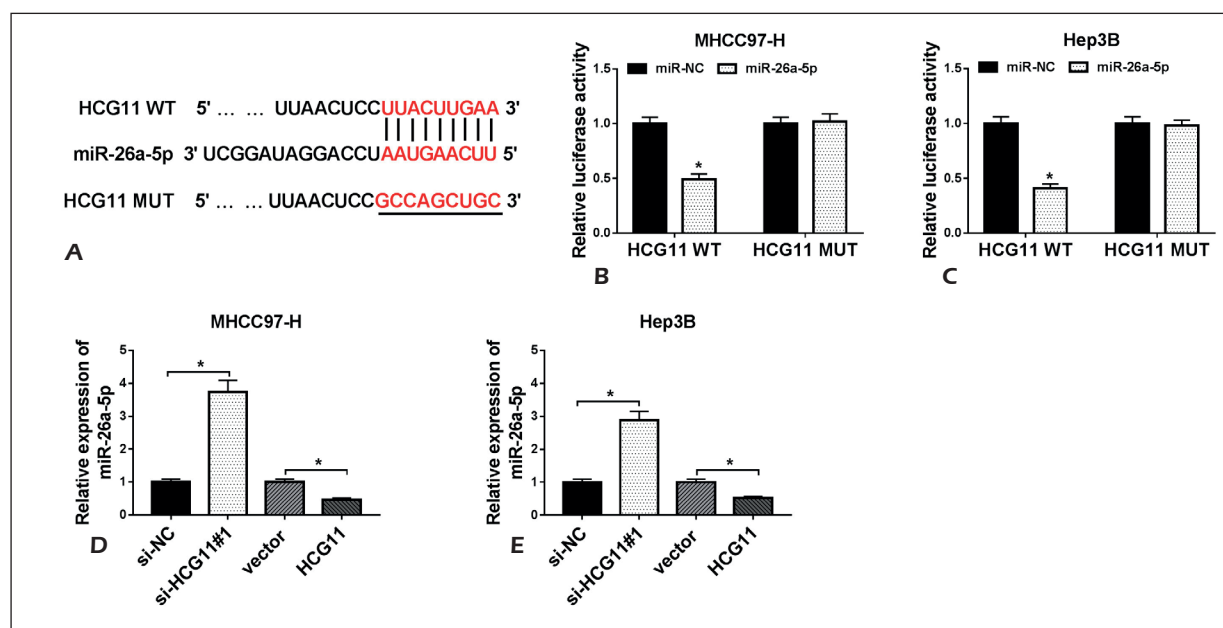 HCG11 WT 5' ... ... UUAACUCCUUACUUGAA 3'
miR-26a-5p 3' UCGGAUAGGACCUAAUGAACUU 5'
HCG11 MUT 5' ... ... UUAACUCCGCCAGCUGC 3'
A
MHCC97-H
miR-NC miR-26a-5p
Relative luciferase activity
1.5
1.0
0.5
0.0
*
HCG11 WT HCG11 MUT
B
Hep3B
miR-NC miR-26a-5p
Relative luciferase activity
1.5
1.0
0.5
0.0
*
HCG11 WT HCG11 MUT
C
MHCC97-H
Relative expression of
miR-26a-5p
5
4
3
2
1
0
*
*
si-NC
si-HCG11#1
vector
HCG11
D
Hep3B
Relative expression of
miR-26a-5p
5
4
3
2
1
0
*
*
si-NC
si-HCG11#1
vector
HCG11
E